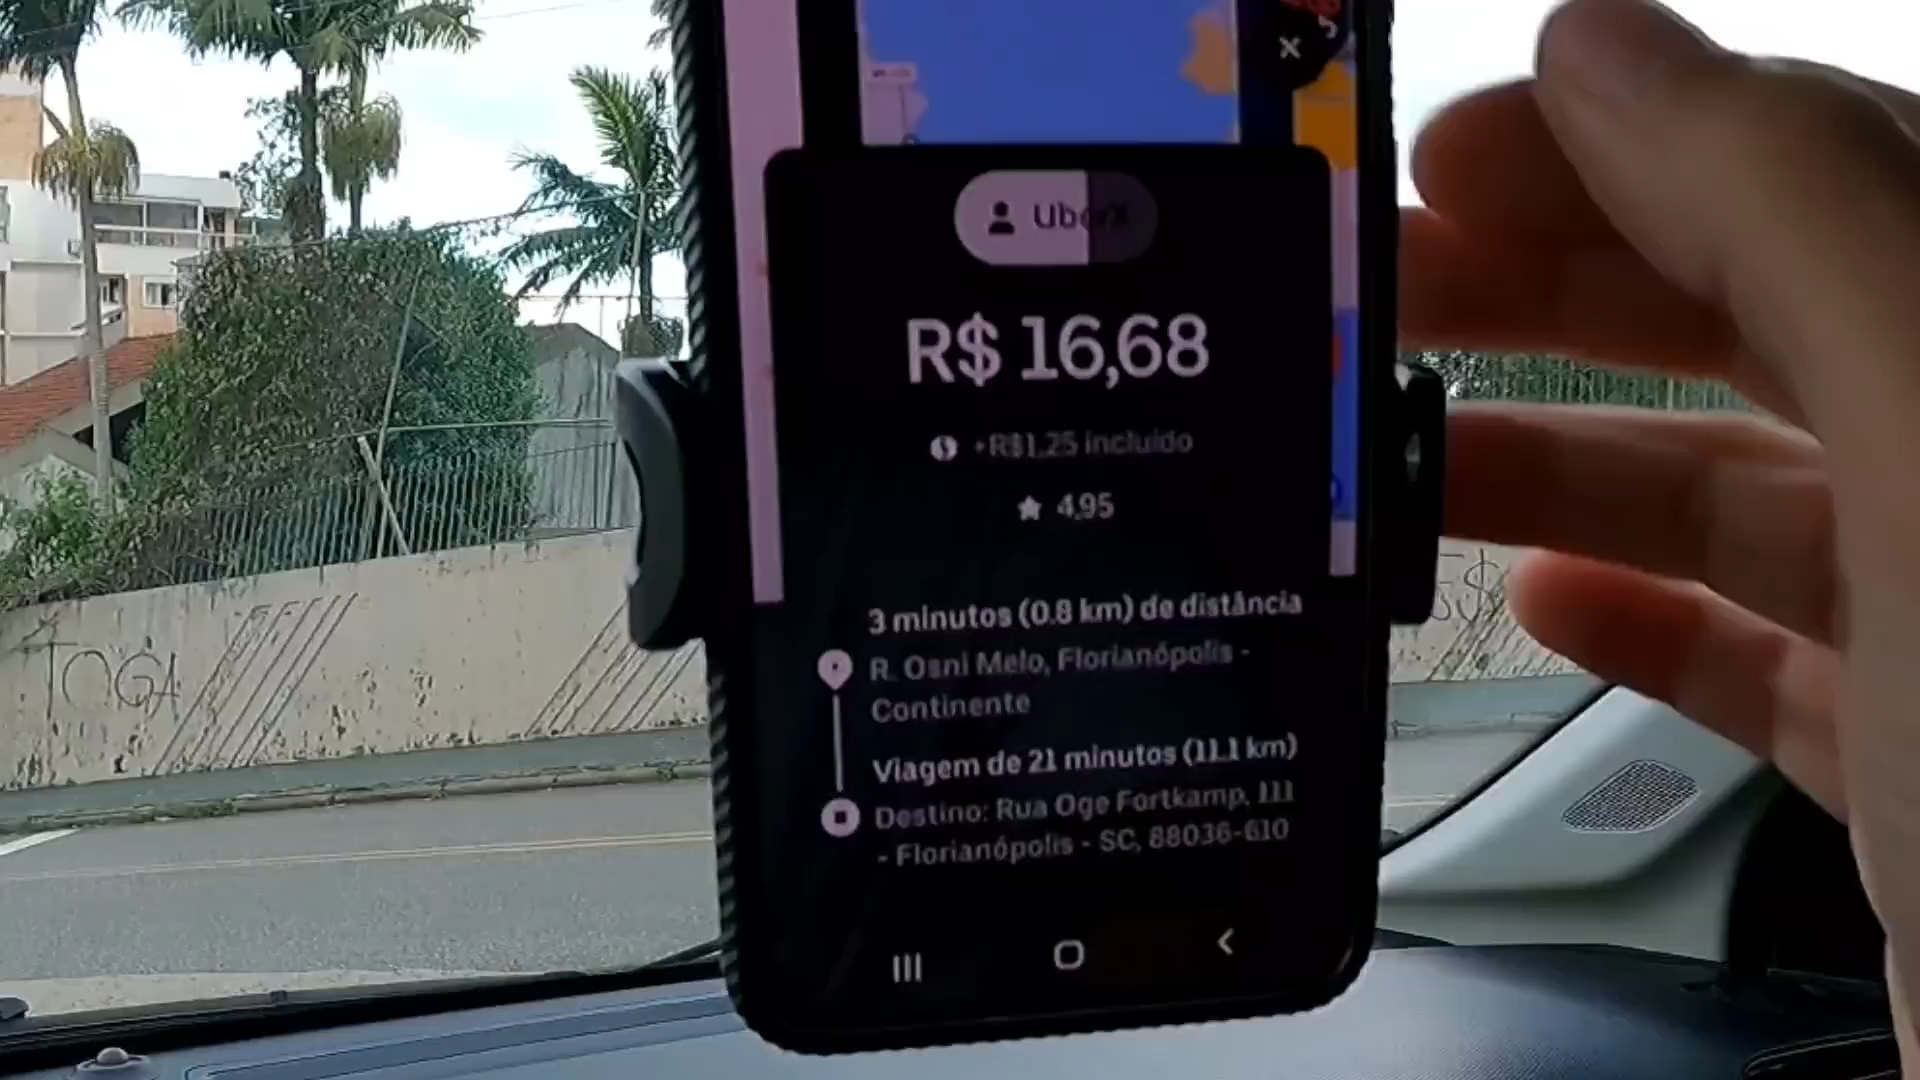 UberX
R$ 16,68
+R$1,25 incluído
4,95
3 minutos (0.8 km) de distância
R. Osni Melo, Florianópolis -
Continente
Viagem de 21 minutos (11.1 km)
Destino: Rua Oge Fortkamp, 111
- Florianópolis - SC, 88036-610
TOGA